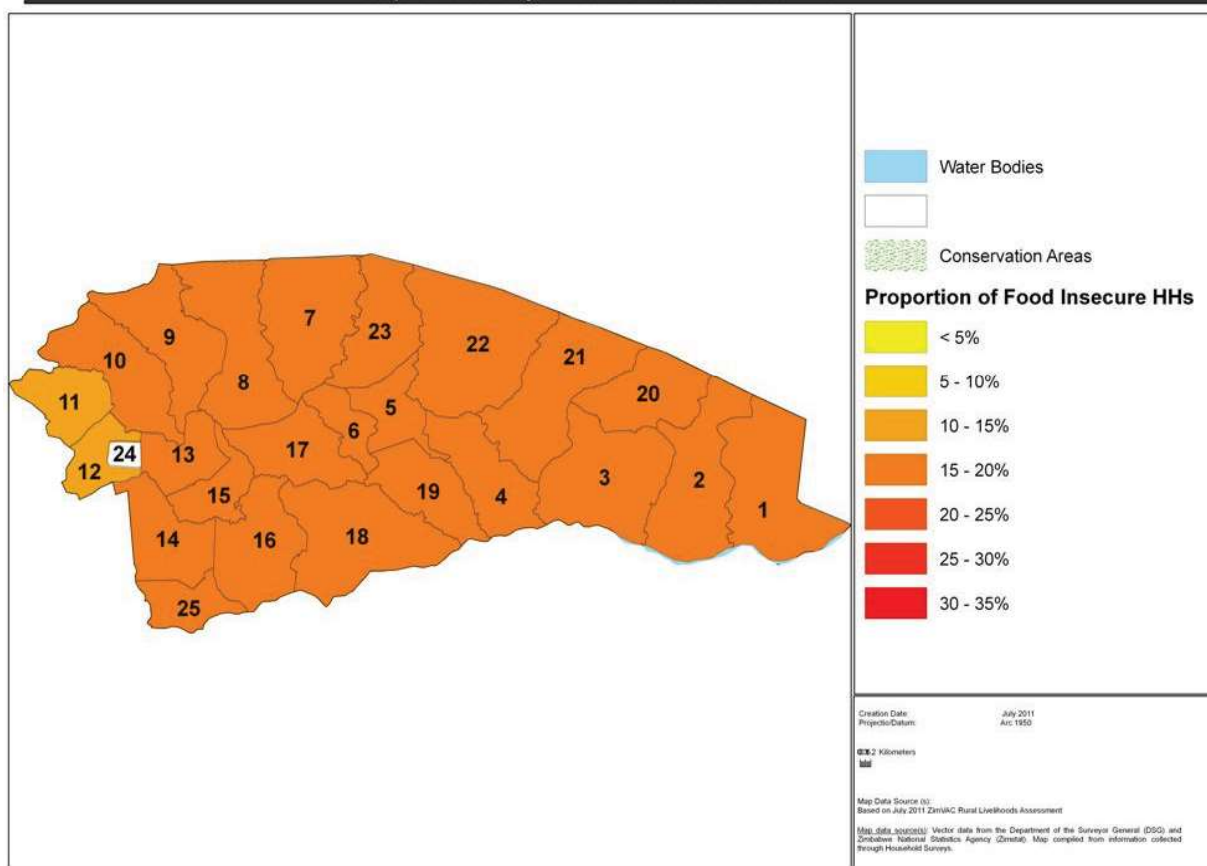 9
7
23
22
10
8
21
20
11
5
6
24
13
17
12
3
2
15
19
4
1
14
16
18
25
Water Bodies
Conservation Areas
Proportion of Food Insecure HHs
< 5%
5 - 10%
10 - 15%
15 - 20%
20 - 25%
25 - 30%
30 - 35%
Creation Date: July 2011
Projectio/Datum: Arc 1950
Kilometers
Map Data Source (s):
Based on July 2011 ZimVAC Rural Livelihoods Assessment
Map data source(s): Vector data from the Department of the Surveyor General (DSG) and
Zimbabwe National Statistics Agency (Zimstat). Map compiled from information collected
through Household Surveys.